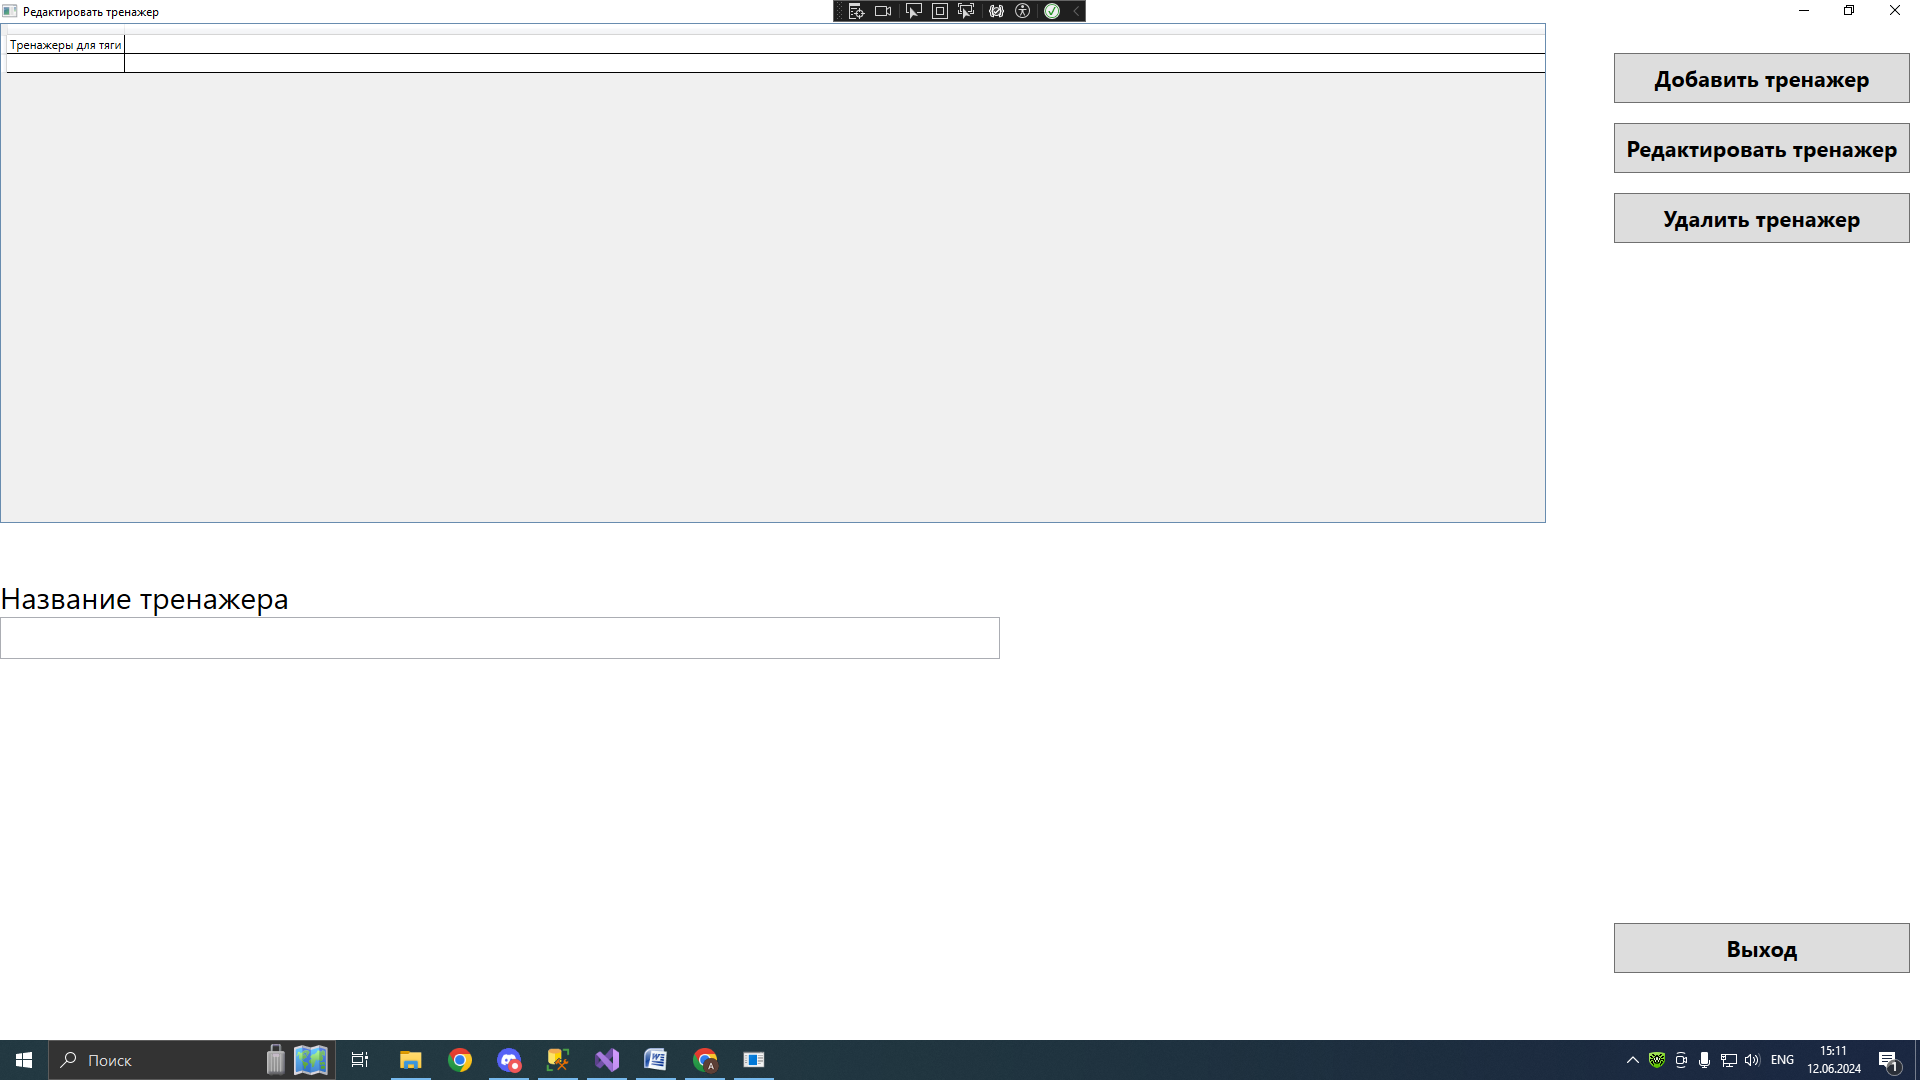 Редактировать тренажер
Тренажеры для тяги
Добавить тренажер
Редактировать тренажер
Удалить тренажер
Название тренажера
Выход
Поиск
ENG
15:11
12.06.2024
1